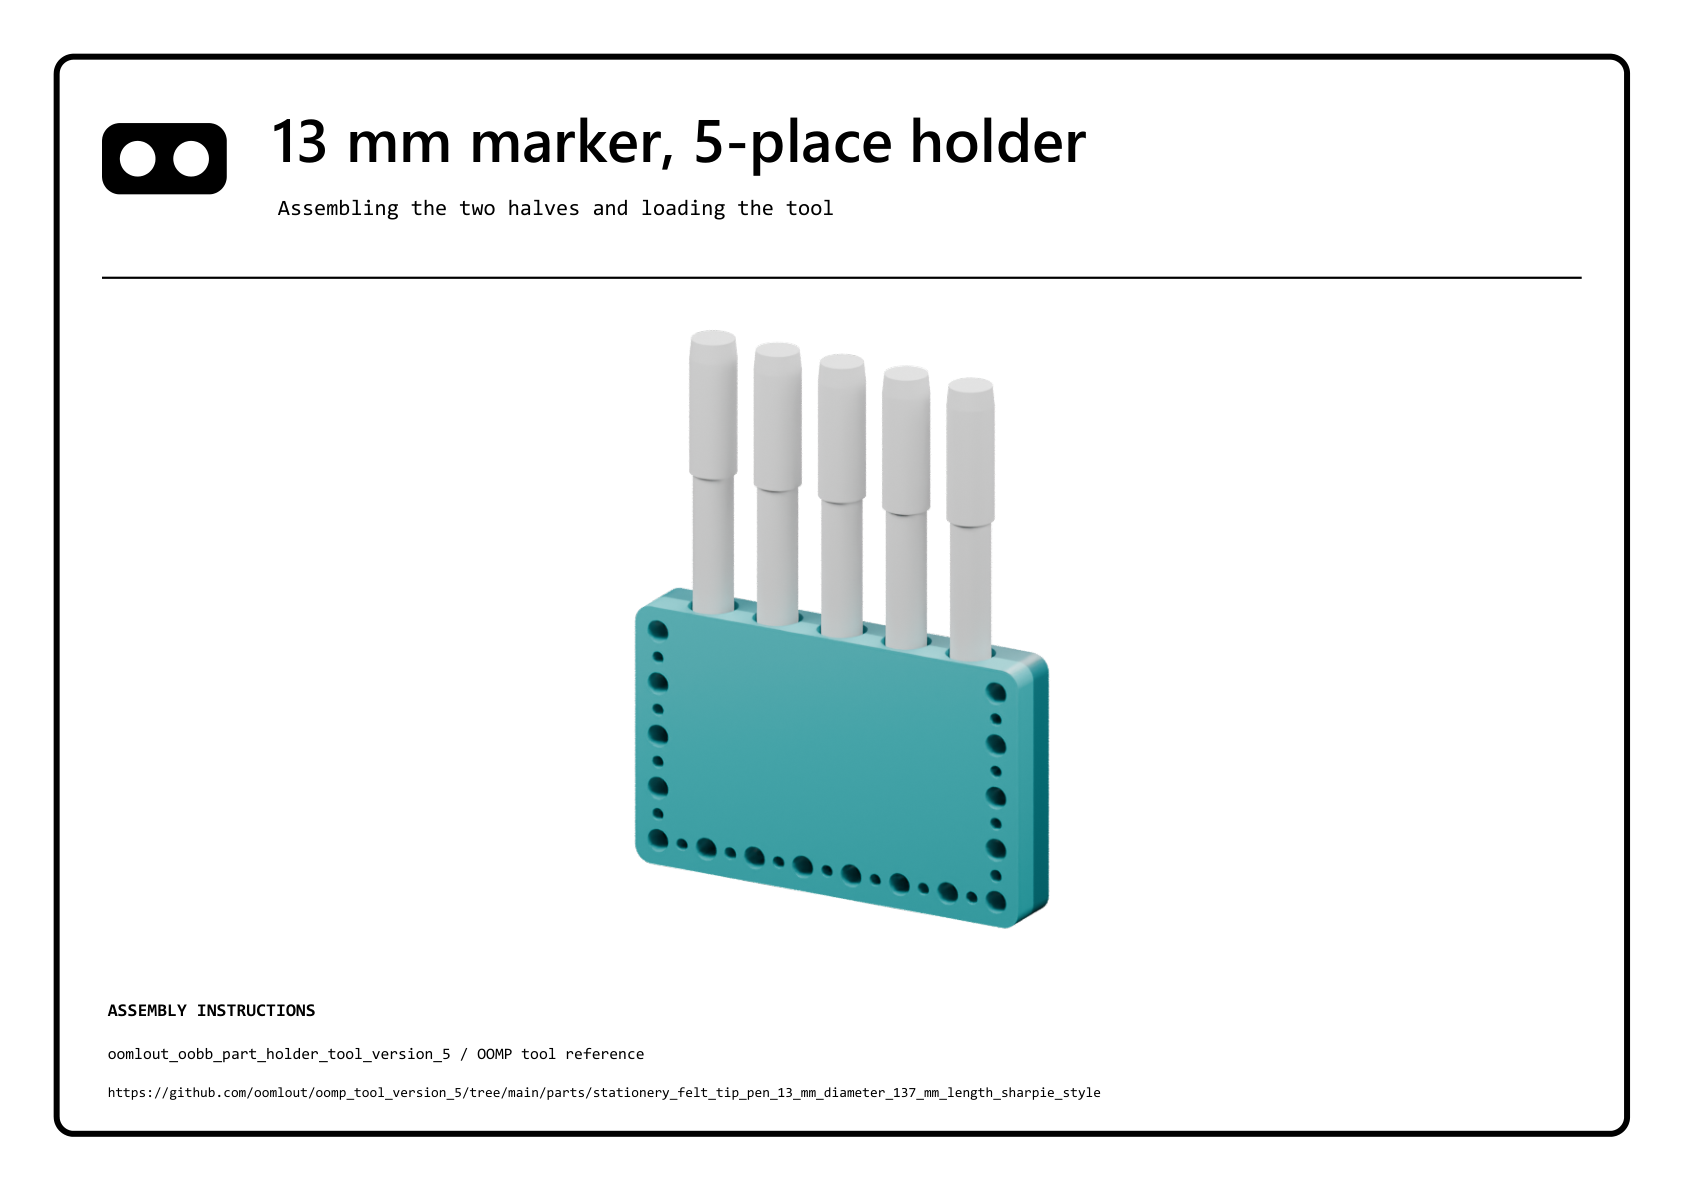 13 mm marker, 5-place holder
Assembling the two halves and loading the tool
ASSEMBLY INSTRUCTIONS
oomlout_oobb_part_holder_tool_version_5 / OOMP tool reference
https://github.com/oomlout/oomp_tool_version_5/tree/main/parts/stationery_felt_tip_pen_13_mm_diameter_137_mm_length_sharpie_style